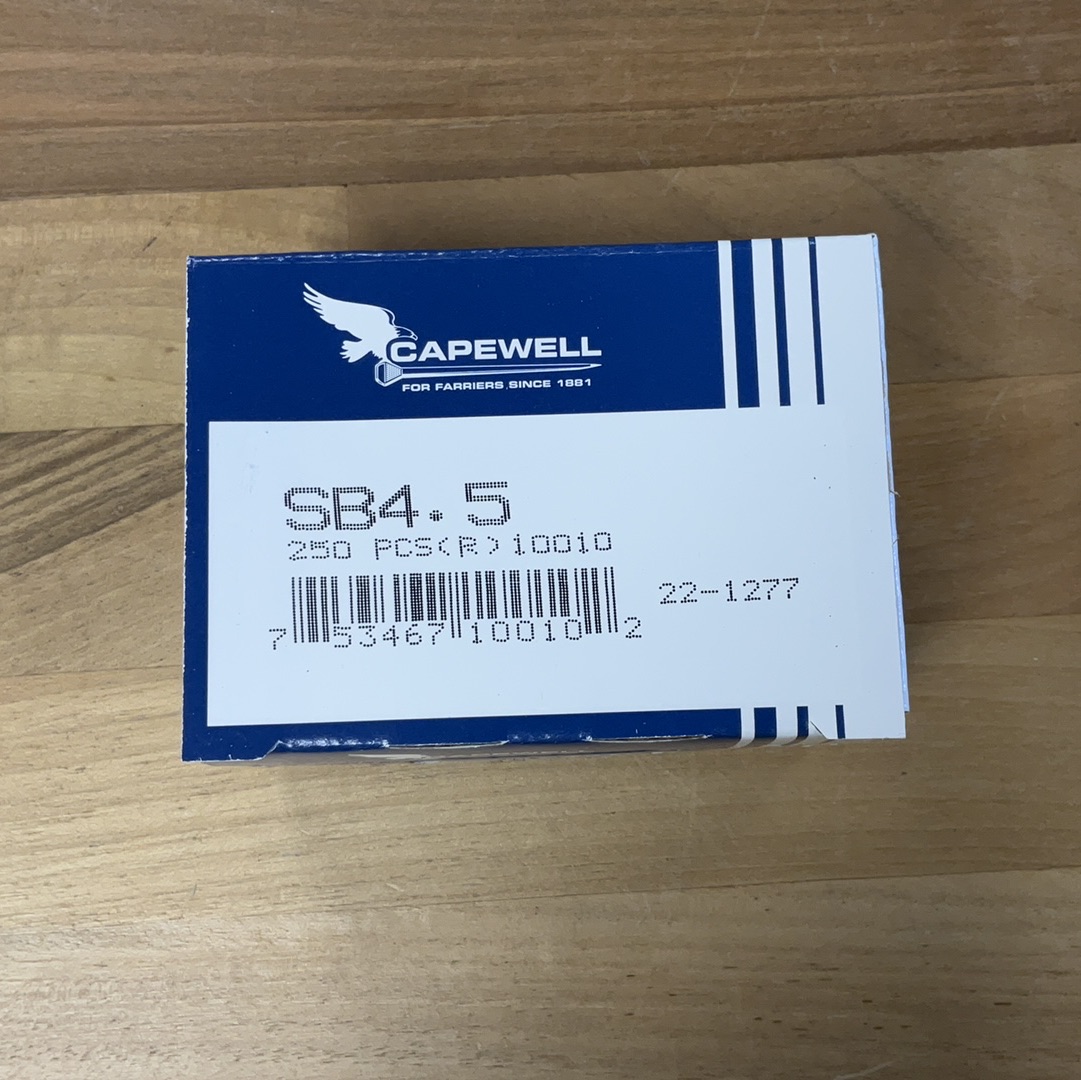 CAPEWELL
FOR FARRIERS, SINCE 1881
SB4.5
250 PCS(R)10010
22-1277
7 53467 10010 2